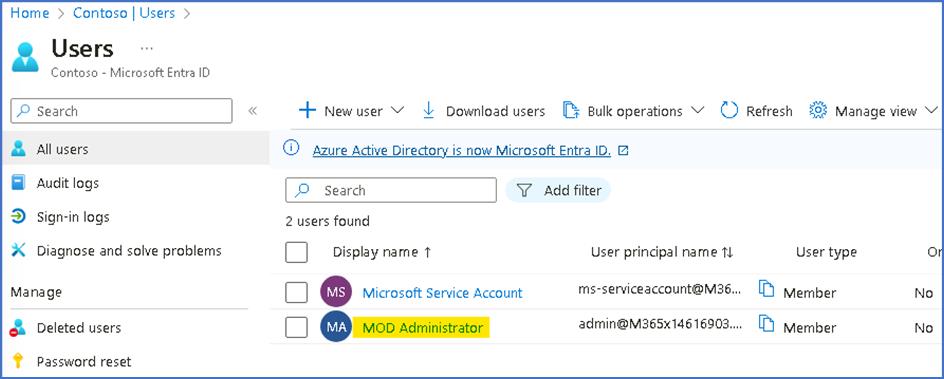 Home > Contoso | Users >
Users ...
Contoso - Microsoft Entra ID
Search
«
New user
Download users
Bulk operations
Refresh
Manage view
All users
Audit logs
Sign-in logs
Diagnose and solve problems
Manage
Deleted users
Password reset
Azure Active Directory is now Microsoft Entra ID.
Search
Add filter
2 users found
Display name ↑ User principal name ↑↓ User type On
MS Microsoft Service Account ms-serviceaccount@M36... Member No
MA MOD Administrator admin@M365x14616903.... Member No